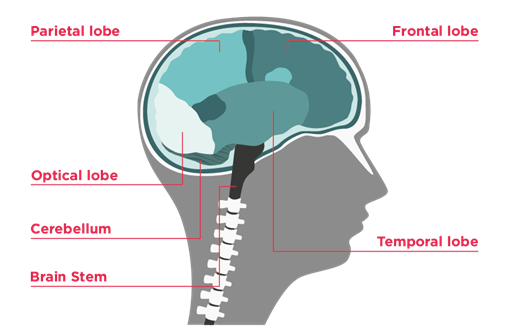 Parietal lobe
Frontal lobe
Optical lobe
Cerebellum
Temporal lobe
Brain Stem